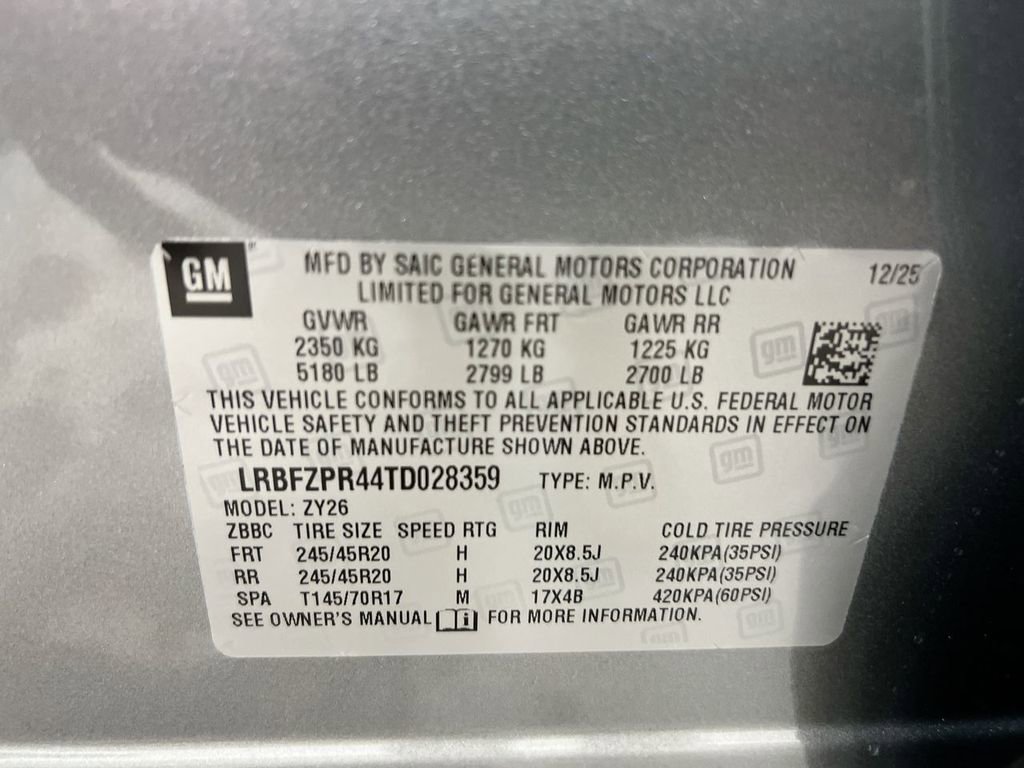 GM
MFD BY SAIC GENERAL MOTORS CORPORATION 12/25
LIMITED FOR GENERAL MOTORS LLC
GVWR GAWR FRT GAWR RR
2350 KG 1270 KG 1225 KG
5180 LB 2799 LB 2700 LB
THIS VEHICLE CONFORMS TO ALL APPLICABLE U.S. FEDERAL MOTOR
VEHICLE SAFETY AND THEFT PREVENTION STANDARDS IN EFFECT ON
THE DATE OF MANUFACTURE SHOWN ABOVE.
LRBFZPR44TD028359 TYPE: M.P.V.
MODEL: ZY26
ZBBC TIRE SIZE SPEED RTG RIM COLD TIRE PRESSURE
FRT 245/45R20 H 20X8.5J 240KPA(35PSI)
RR 245/45R20 H 20X8.5J 240KPA(35PSI)
SPA T145/70R17 M 17X4B 420KPA(60PSI)
SEE OWNER'S MANUAL i FOR MORE INFORMATION.